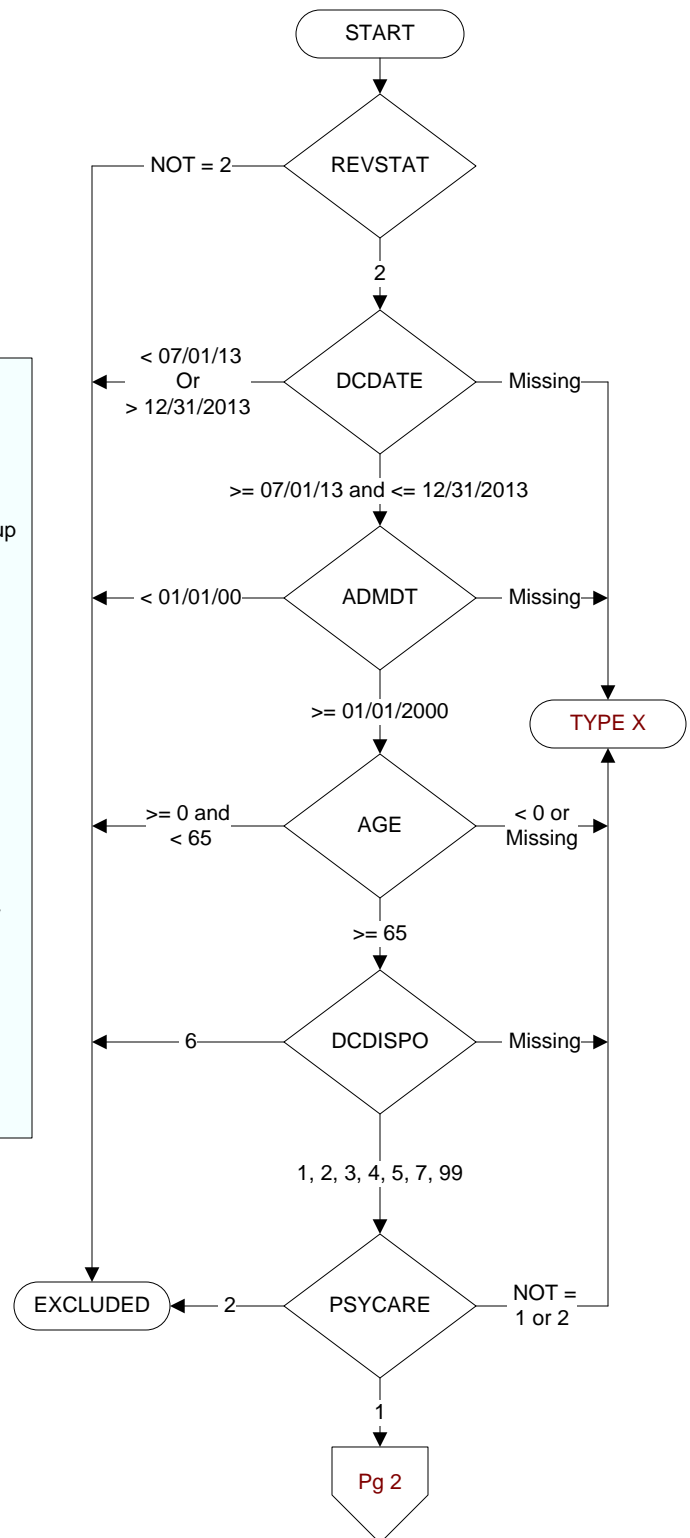 START
REVSTAT
NOT = 2
2
DCDATE
< 07/01/13
Or
> 12/31/2013
Missing
>= 07/01/13 and <= 12/31/2013
up
ADMDT
< 01/01/00
Missing
>= 01/01/2000
TYPE X
AGE
>= 0 and
< 65
< 0 or
Missing
>= 65
DCDISPO
6
Missing
1, 2, 3, 4, 5, 7, 99
PSYCARE
EXCLUDED
2
NOT =
1 or 2
1
Pg 2